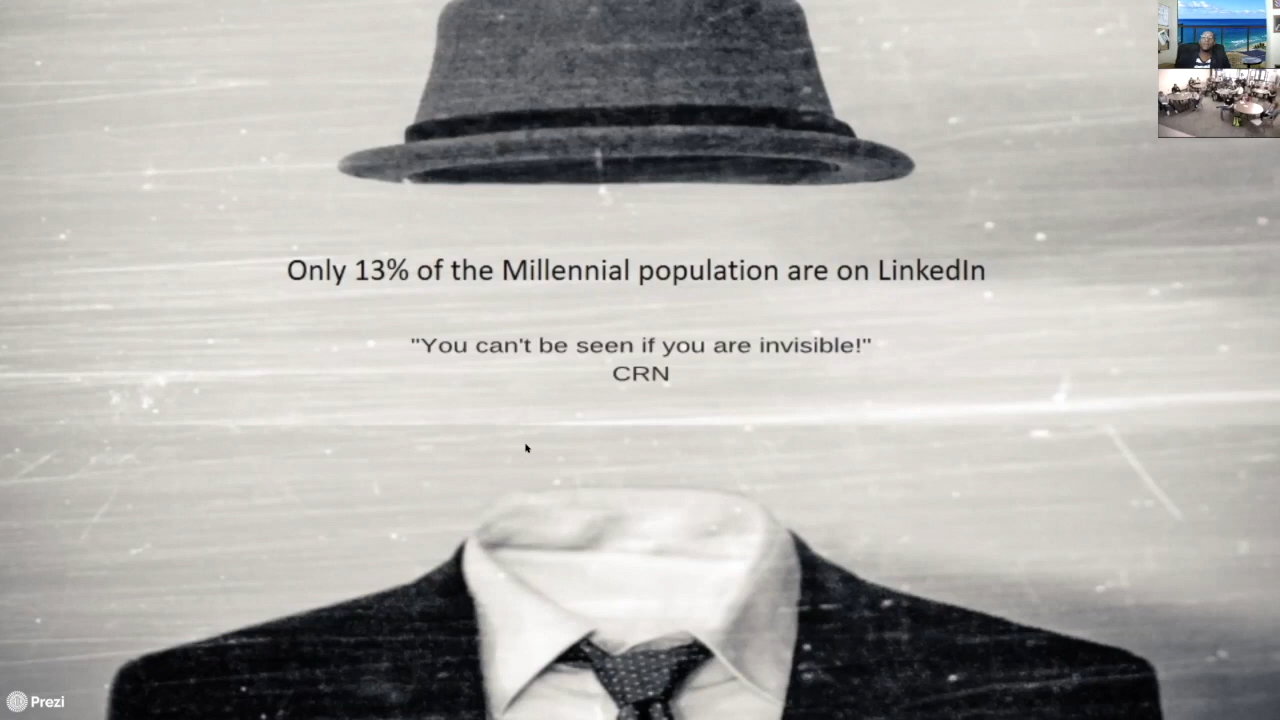 Only 13% of the Millennial population are on LinkedIn
"You can't be seen if you are invisible!"
CRN
Prezi